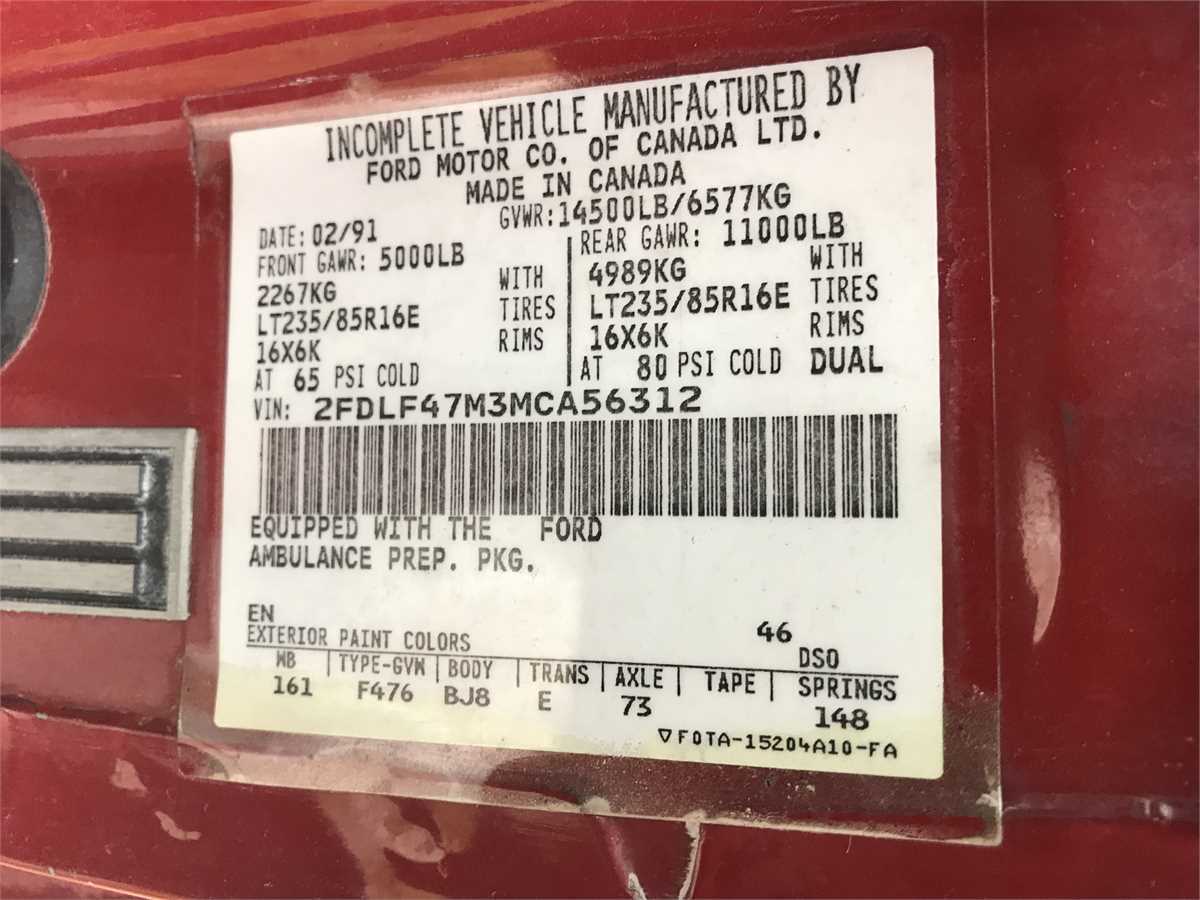 INCOMPLETE VEHICLE MANUFACTURED BY
FORD MOTOR CO. OF CANADA LTD.
MADE IN CANADA
DATE: 02/91 GVWR: 14500LB/6577KG
FRONT GAWR: 5000LB REAR GAWR: 11000LB
2267KG WITH 4989KG WITH
LT235/85R16E TIRES LT235/85R16E TIRES
16X6K RIMS 16X6K RIMS
AT 65 PSI COLD AT 80 PSI COLD DUAL
VIN: 2FDLF47M3MCA56312
EQUIPPED WITH THE FORD
AMBULANCE PREP. PKG.
EN
EXTERIOR PAINT COLORS 46 DSO
WB TYPE-GVW BODY TRANS AXLE TAPE SPRINGS
161 F476 BJ8 E 73 148
▽ F0TA-15204A10-FA